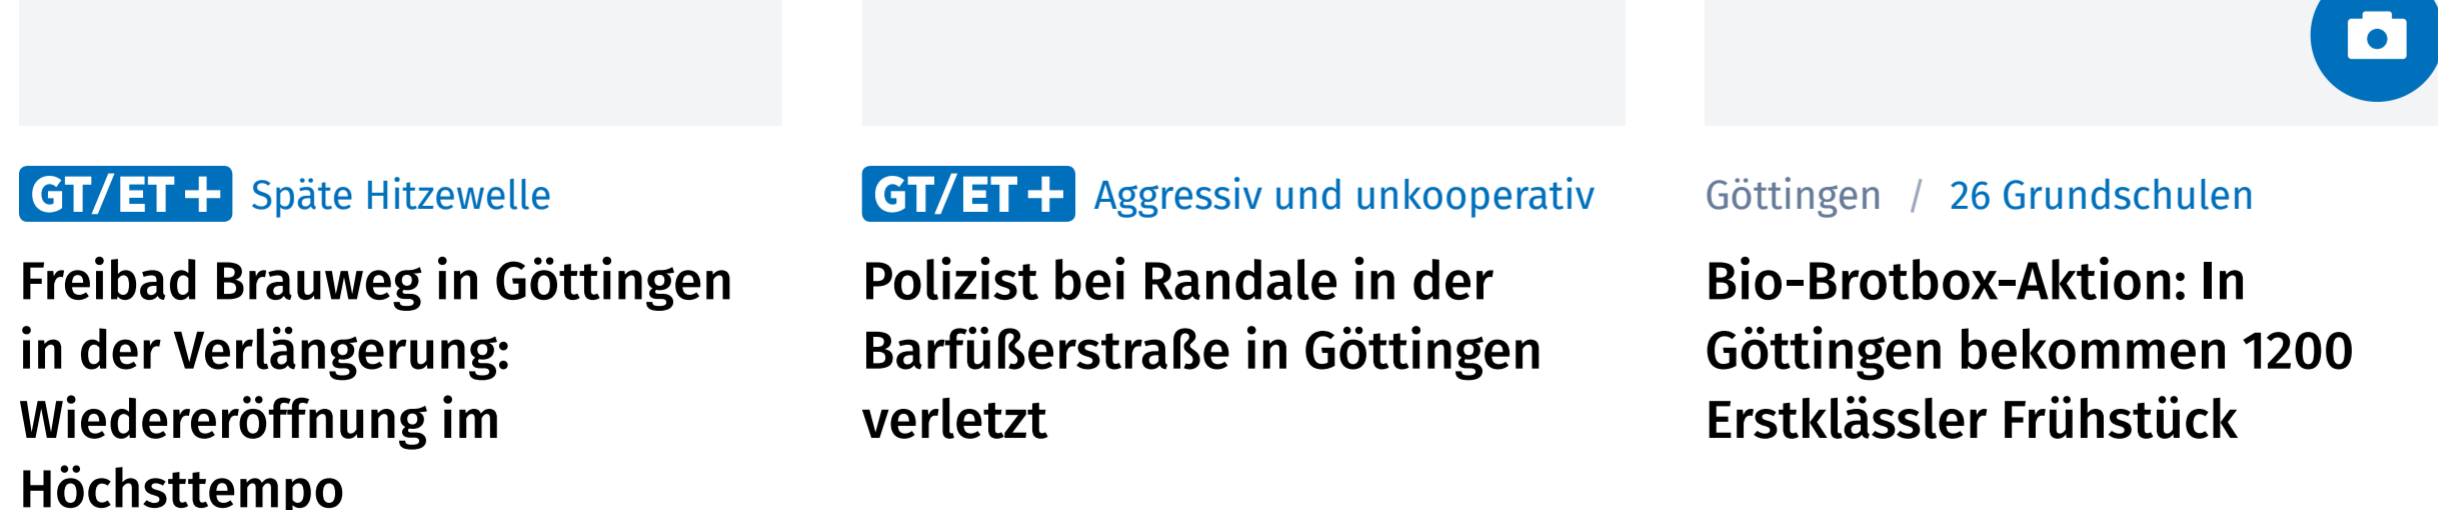 GT/ET+ Späte Hitzewelle
Freibad Brauweg in Göttingen
in der Verlängerung:
Wiedereröffnung im
Höchsttempo
GT/ET+ Aggressiv und unkooperativ
Polizist bei Randale in der
Barfüßerstraße in Göttingen
verletzt
Göttingen / 26 Grundschulen
Bio-Brotbox-Aktion: In
Göttingen bekommen 1200
Erstklässler Frühstück